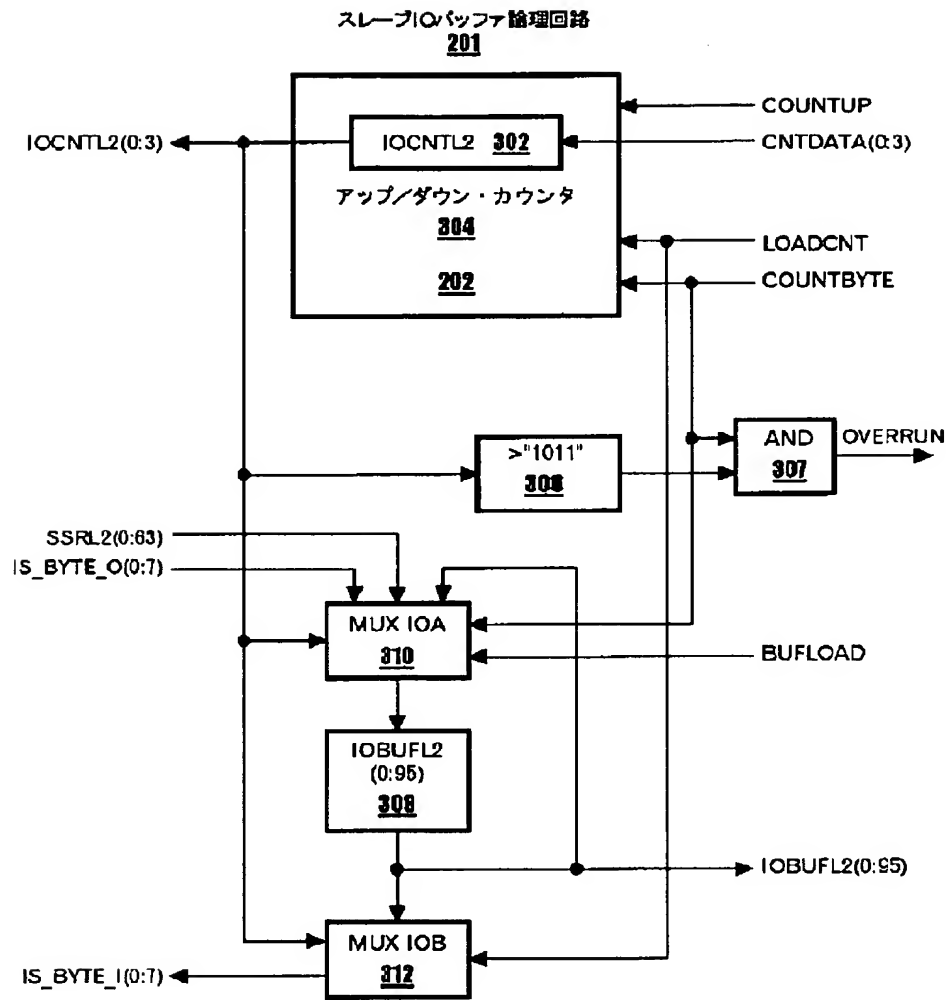 スレーブIOバッファ論理回路
201
COUNTUP
IOCNTL2(0:3)
IOCNTL2 302
CNTDATA(0:3)
アップ/ダウン・カウンタ
304
LOADCNT
202
COUNTBYTE
>"1011"
306
AND
307
OVERRUN
SSRL2(0:63)
IS_BYTE_O(0:7)
MUX IOA
310
BUFLOAD
IOBUFL2
(0:95)
308
IOBUFL2(0:95)
MUX IOB
312
IS_BYTE_I(0:7)